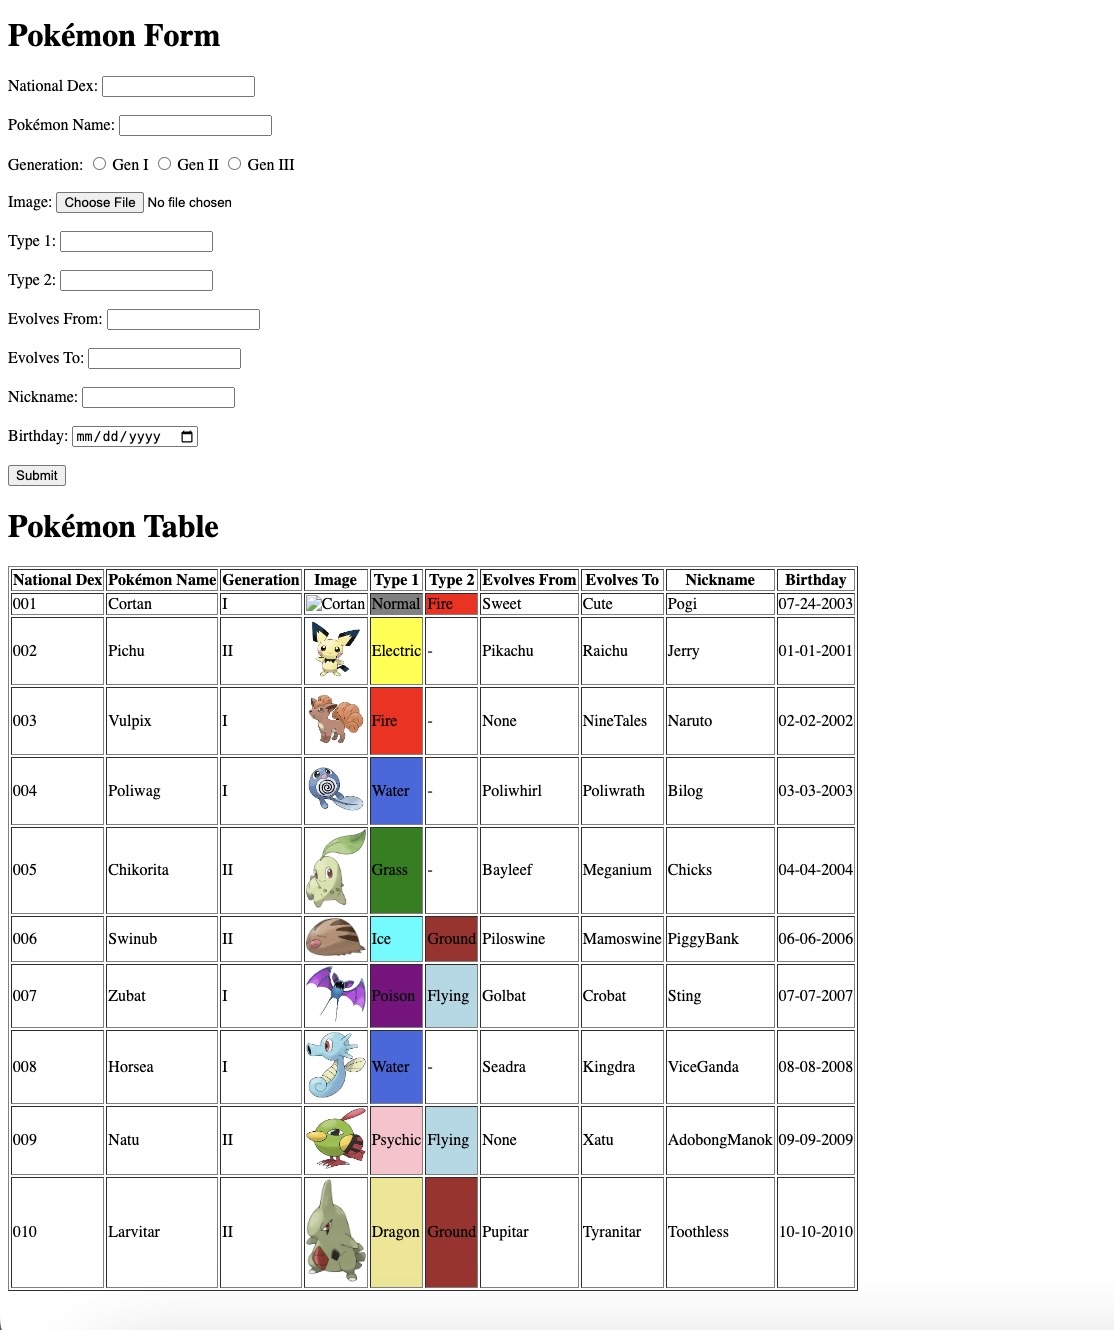 Pokémon Form
National Dex:
Pokémon Name:
Generation: Gen I Gen II Gen III
Image: Choose File No file chosen
Type 1:
Type 2:
Evolves From:
Evolves To:
Nickname:
Birthday: mm/dd/yyyy
Submit
Pokémon Table
National Dex Pokémon Name Generation Image Type 1 Type 2 Evolves From Evolves To Nickname Birthday
001 Cortan I Cortan Normal Fire Sweet Cute Pogi 07-24-2003
002 Pichu II Electric - Pikachu Raichu Jerry 01-01-2001
003 Vulpix I Fire - None NineTales Naruto 02-02-2002
004 Poliwag I Water - Poliwhirl Poliwrath Bilog 03-03-2003
005 Chikorita II Grass - Bayleef Meganium Chicks 04-04-2004
006 Swinub II Ice Ground Piloswine Mamoswine PiggyBank 06-06-2006
007 Zubat I Poison Flying Golbat Crobat Sting 07-07-2007
008 Horsea I Water - Seadra Kingdra ViceGanda 08-08-2008
009 Natu II Psychic Flying None Xatu AdobongManok 09-09-2009
010 Larvitar II Dragon Ground Pupitar Tyranitar Toothless 10-10-2010